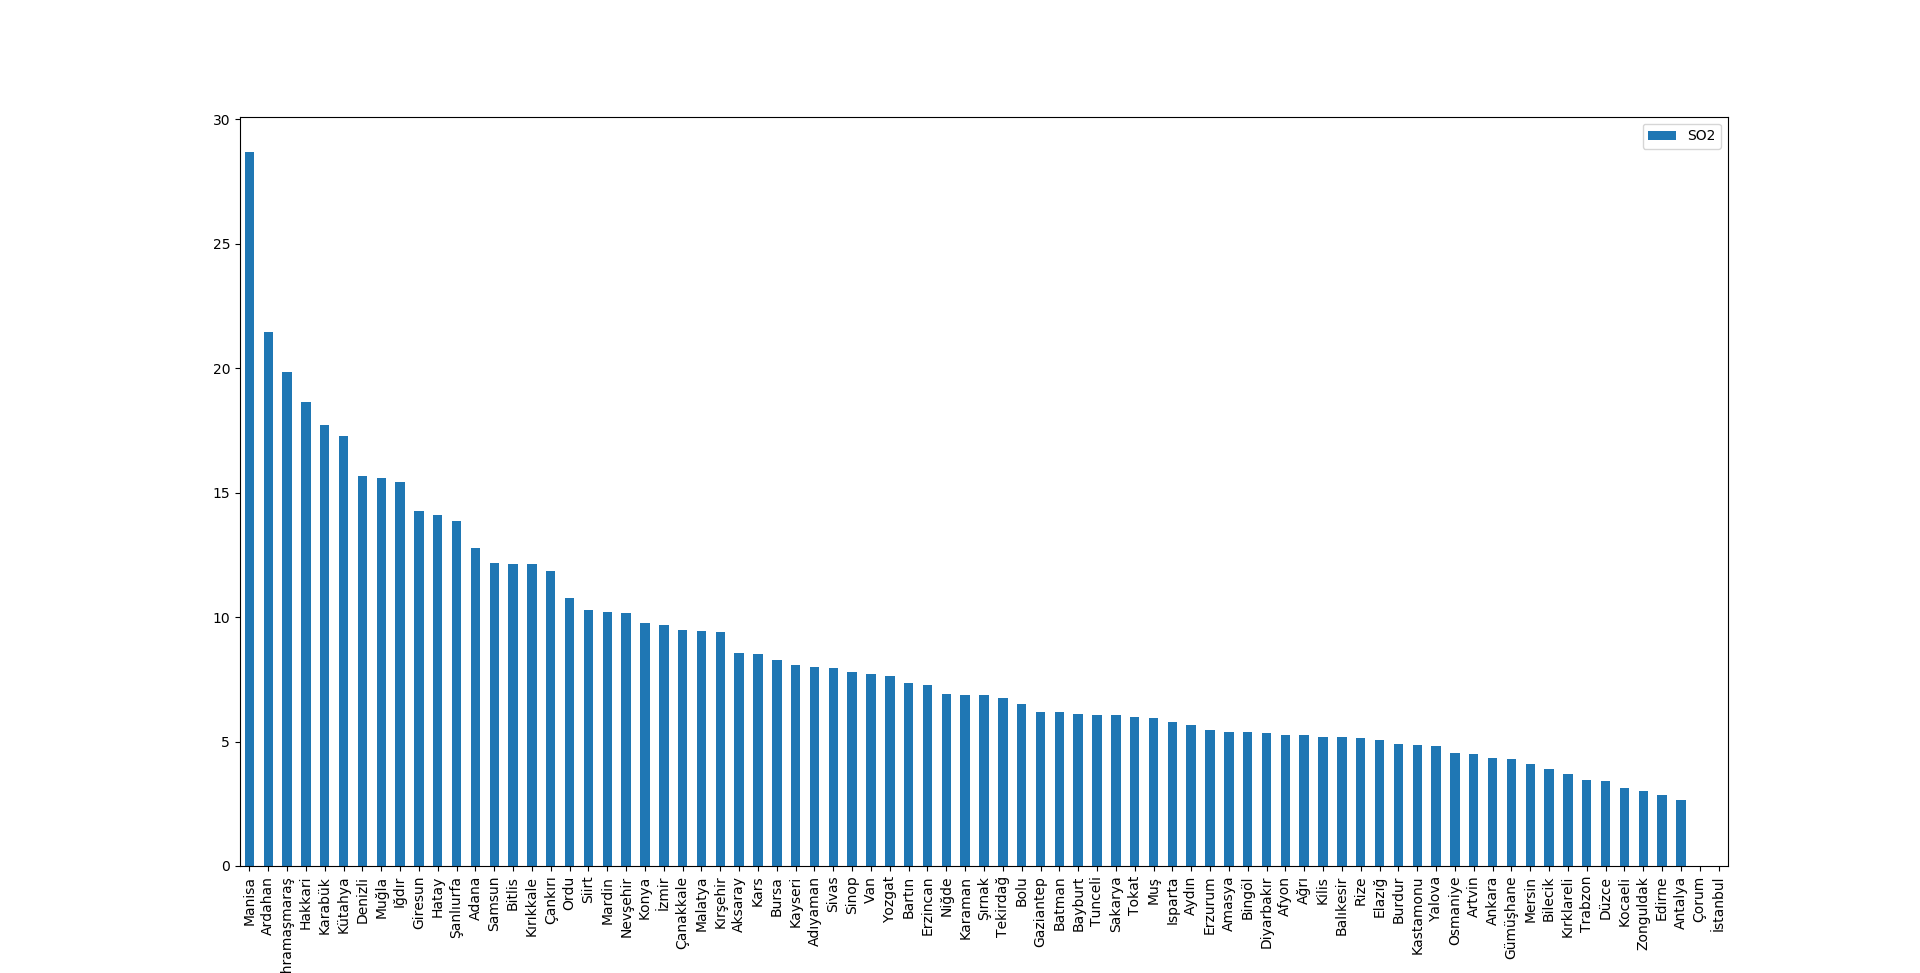 SO2
30
25
20
15
10
5
0
Manisa
Ardahan
hramaşmaraş
Hakkari
Karabük
Kütahya
Denizli
Muğla
Iğdır
Giresun
Hatay
Şanlıurfa
Adana
Samsun
Bitlis
Kırıkkale
Çankırı
Ordu
Siirt
Mardin
Nevşehir
Konya
İzmir
Çanakkale
Malatya
Kırşehir
Aksaray
Kars
Bursa
Kayseri
Adıyaman
Sivas
Sinop
Van
Yozgat
Bartın
Erzincan
Niğde
Karaman
Şırnak
Tekirdağ
Bolu
Gaziantep
Batman
Bayburt
Tunceli
Sakarya
Tokat
Muş
Isparta
Aydın
Erzurum
Amasya
Bingöl
Diyarbakır
Afyon
Ağrı
Kilis
Balıkesir
Rize
Elazığ
Burdur
Kastamonu
Yalova
Osmaniye
Artvin
Ankara
Gümüşhane
Mersin
Bilecik
Kırklareli
Trabzon
Düzce
Kocaeli
Zonguldak
Edirne
Antalya
Çorum
İstanbul